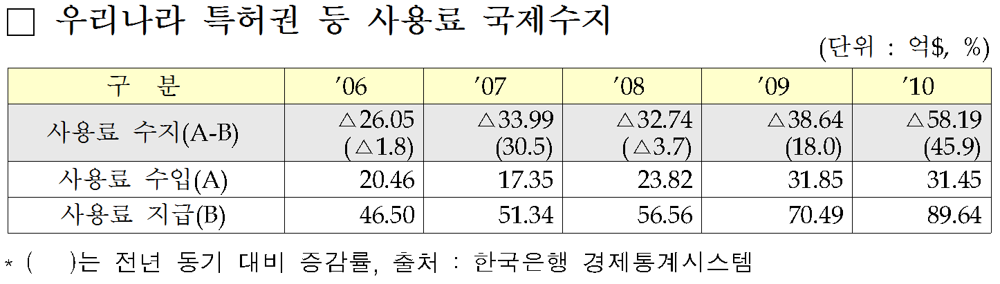 □ 우리나라 특허권 등 사용료 국제수지
(단위 : 억$, %)
구 분 ’06 ’07 ’08 ’09 ’10
사용료 수지(A-B) △26.05 △33.99 △32.74 △38.64 △58.19
(△1.8) (30.5) (△3.7) (18.0) (45.9)
사용료 수입(A) 20.46 17.35 23.82 31.85 31.45
사용료 지급(B) 46.50 51.34 56.56 70.49 89.64
* ( )는 전년 동기 대비 증감률, 출처 : 한국은행 경제통계시스템